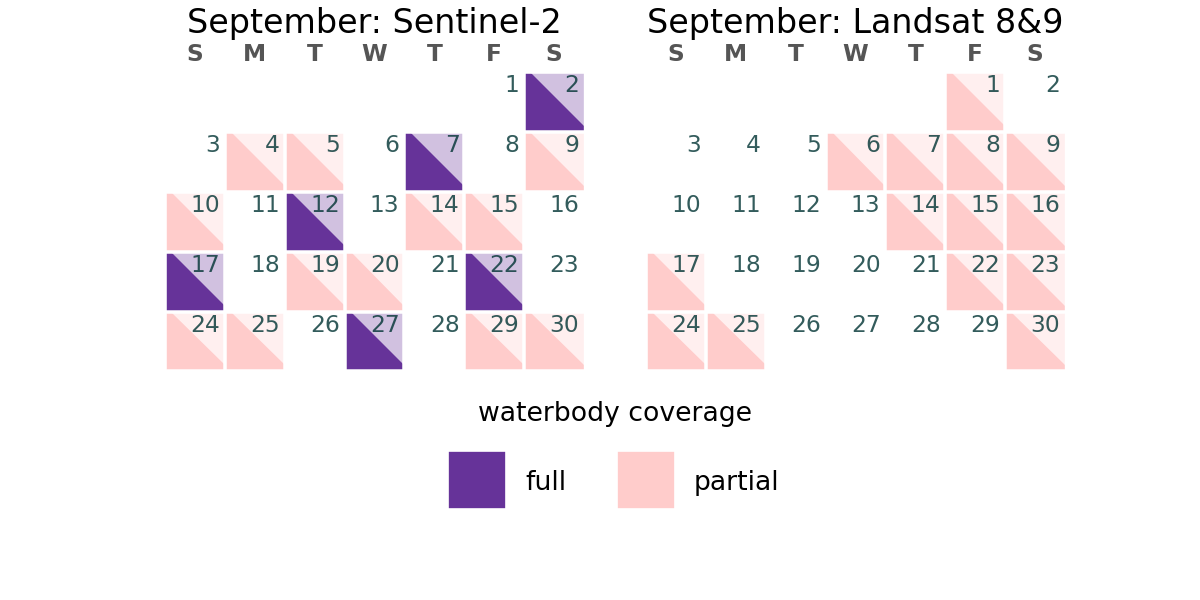 September: Sentinel-2
S M T W T F S
1 2
3 4 5 6 7 8 9
10 11 12 13 14 15 16
17 18 19 20 21 22 23
24 25 26 27 28 29 30
September: Landsat 8&9
S M T W T F S
1 2
3 4 5 6 7 8 9
10 11 12 13 14 15 16
17 18 19 20 21 22 23
24 25 26 27 28 29 30
waterbody coverage
full partial